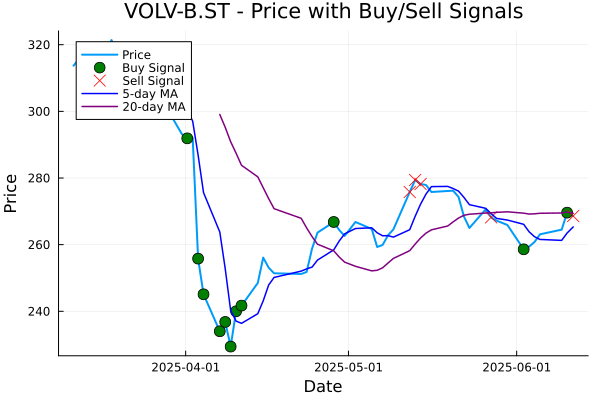 VOLV-B.ST - Price with Buy/Sell Signals
Price
Buy Signal
Sell Signal
5-day MA
20-day MA
320
300
280
260
240
Price
2025-04-01 2025-05-01 2025-06-01
Date